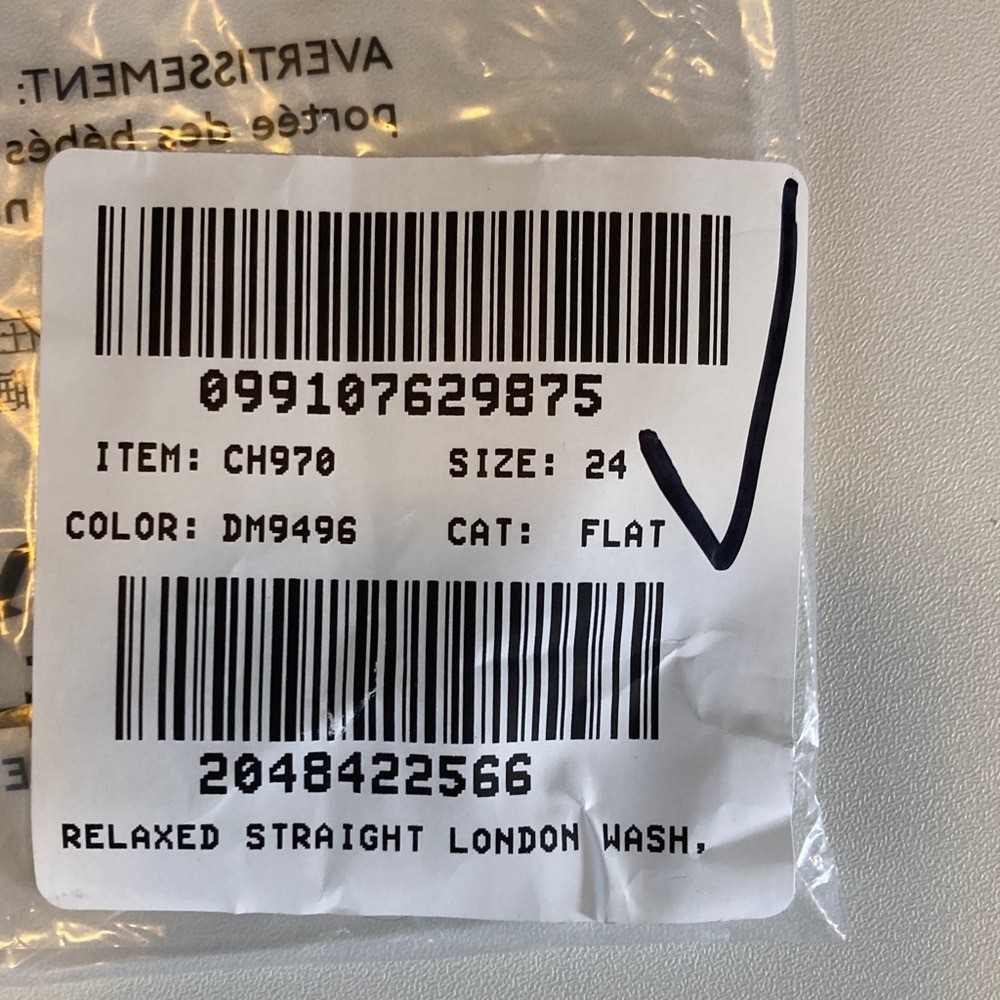 AVERTISSEMENT:
portée des bébés
099107629875
ITEM: CH970 SIZE: 24
COLOR: DM9496 CAT: FLAT
2048422566
RELAXED STRAIGHT LONDON WASH,